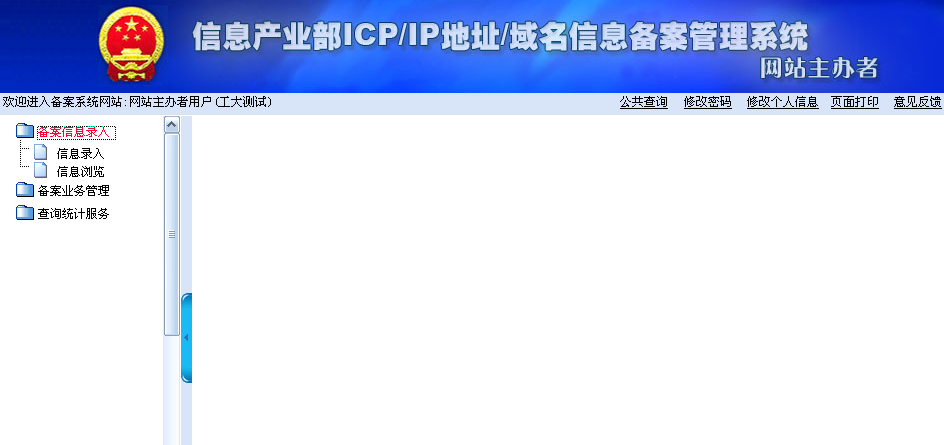 信息产业部ICP/IP地址/域名信息备案管理系统
网站主办者
欢迎进入备案系统网站: 网站主办者用户 (工大测试)
公共查询 修改密码 修改个人信息 页面打印 意见反馈
备案信息录入
信息录入
信息浏览
备案业务管理
查询统计服务